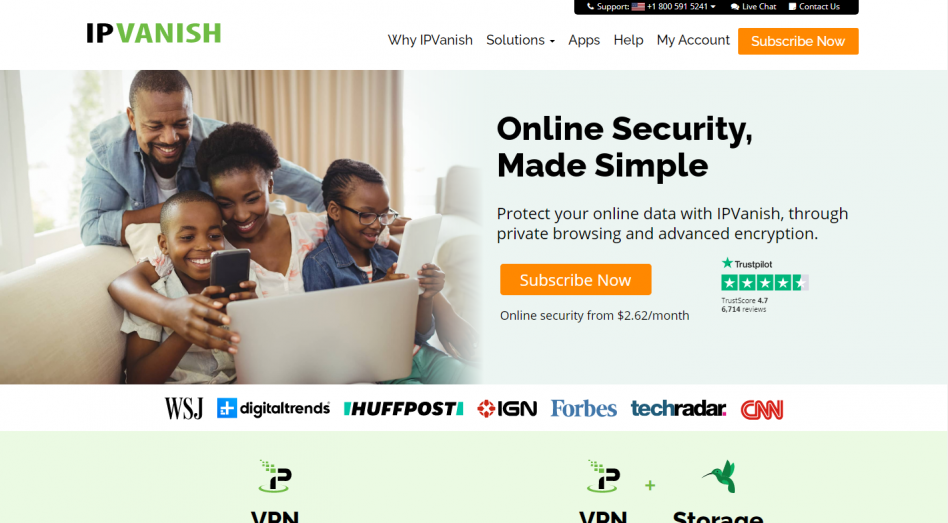 Support: +1 800 591 5241 Live Chat Contact Us
IPVANISH
Why IPVanish Solutions Apps Help My Account Subscribe Now
Online Security,
Made Simple
Protect your online data with IPVanish, through
private browsing and advanced encryption.
Subscribe Now
Online security from $2.62/month
Trustpilot
TrustScore 4.7
6,714 reviews
WSJ digitaltrends HUFFPOST IGN Forbes techradar. CNN
VPN
VPN + Storage